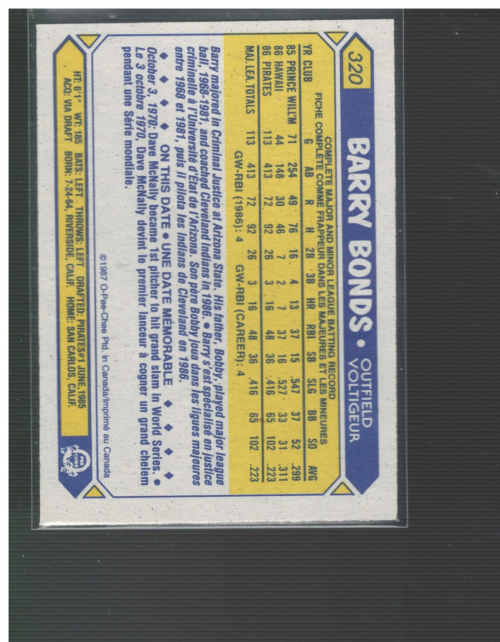 320 BARRY BONDS • OUTFIELD
VOLTIGEUR
COMPLETE MAJOR AND MINOR LEAGUE BATTING RECORD
FICHE COMPLÈTE COMME FRAPPEUR DANS LES MAJEURES ET LES MINEURES
YR CLUB G AB R H 2B 3B HR RBI SB SLG BB SO AVG
85 PRINCE WILL'M 71 254 49 76 16 4 13 37 15 .547 37 52 .299
86 HAWAII 44 148 30 46 7 2 7 37 16 .527 33 31 .311
86 PIRATES 113 413 72 92 26 3 16 48 36 .416 65 102 .223
MAJ. LEA. TOTALS 113 413 72 92 26 3 16 48 36 .416 65 102 .223
GW-RBI (1986): 4 GW-RBI (CAREER): 4
Barry majored in Criminal Justice at Arizona State. His father, Bobby, played major league
ball, 1968-1981, and coached Cleveland Indians in 1986. • Barry s'est spécialisé en justice
criminelle à l'Université d'État de l'Arizona. Son père Bobby joua dans les ligues majeures
entre 1968 et 1981, puis il pilota les Indians de Cleveland en 1986.
ON THIS DATE • UNE DATE MÉMORABLE
October 3, 1970: Dave McNally became 1st pitcher to hit grand slam in World Series. •
Le 3 octobre 1970: Dave McNally devint le premier lanceur à cogner un grand chelem
pendant une Série mondiale.
©1987 O-Pee-Chee Ptd. in Canada/Imprimé au Canada
HT: 6'1" WT: 185 BATS: LEFT THROWS: LEFT DRAFTED: PIRATES#1 JUNE, 1985
ACQ: VIA DRAFT BORN: 7-24-64, RIVERSIDE, CALIF. HOME: SAN CARLOS, CALIF.